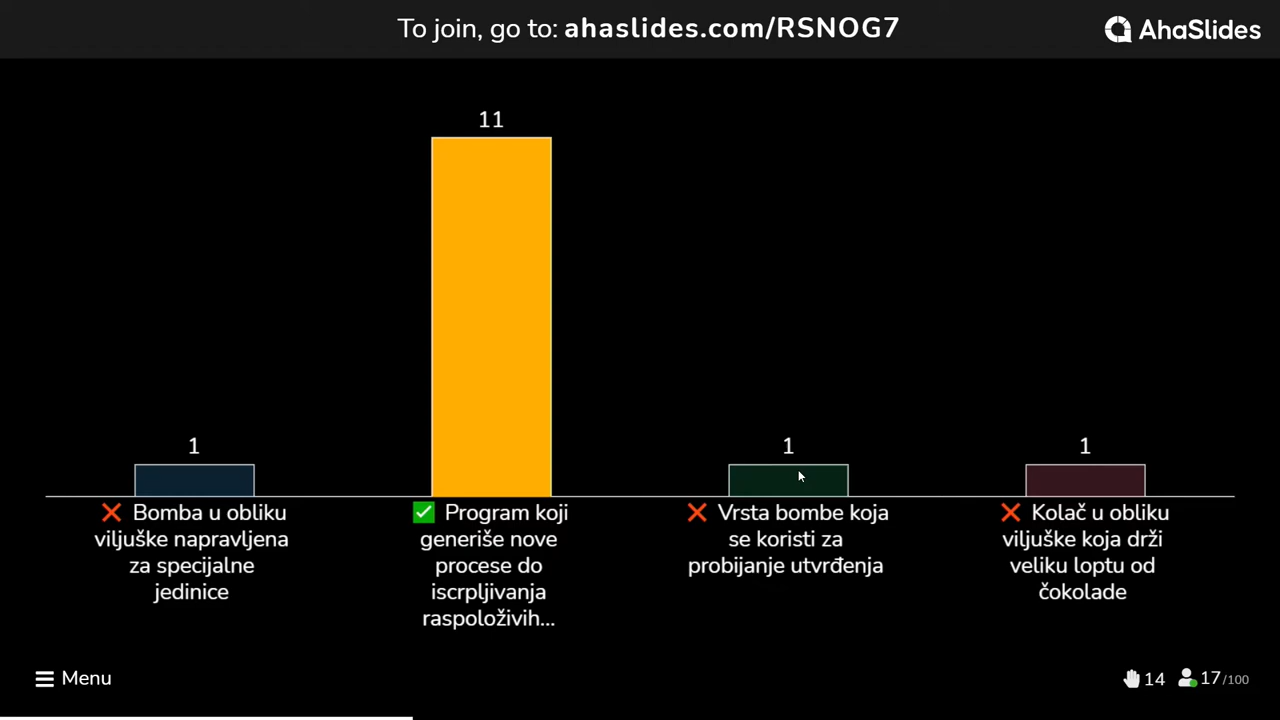 To join, go to: ahaslides.com/RSNOG7
AhaSlides
11
1
1
1
❌ Bomba u obliku
viljuške napravljena
za specijalne
jedinice
✅ Program koji
generiše nove
procese do
iscrpljivanja
raspoloživih...
❌ Vrsta bombe koja
se koristi za
probijanje utvrđenja
❌ Kolač u obliku
viljuške koja drži
veliku loptu od
čokolade
Menu
14
17/100